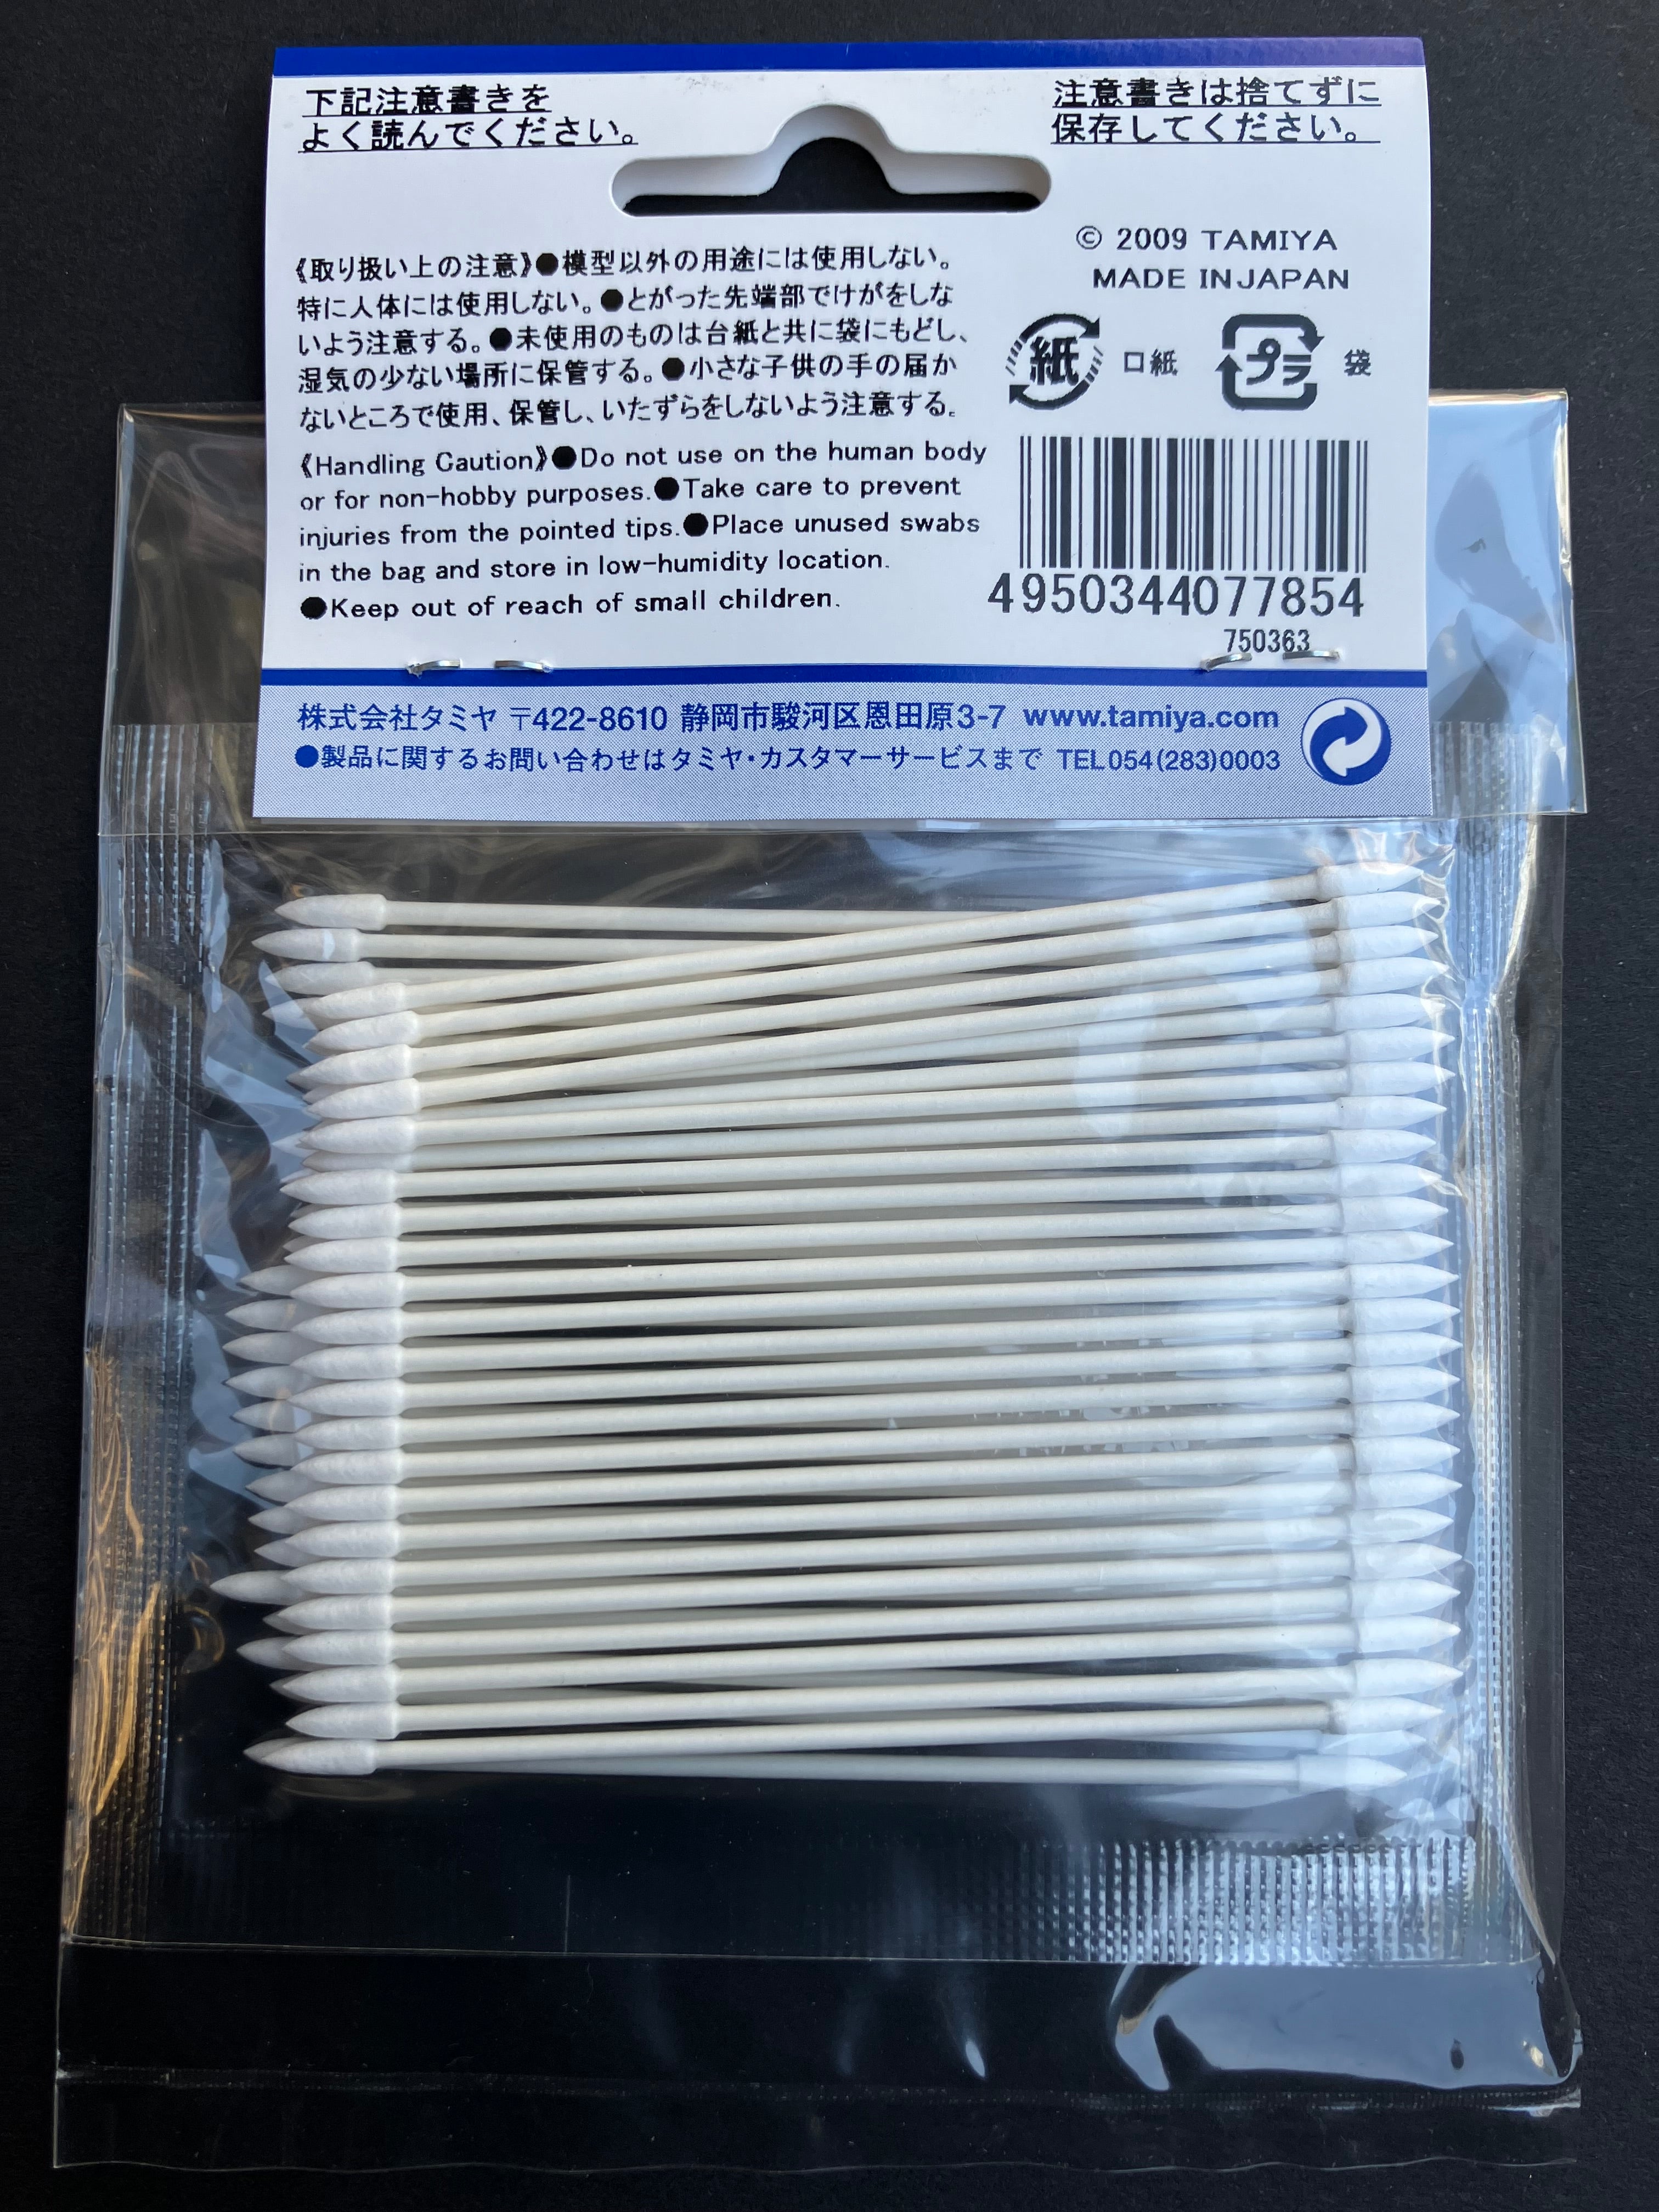 下記注意書きを
よく読んでください。
注意書きは捨てずに
保存してください。
© 2009 TAMIYA
MADE IN JAPAN
《取り扱い上の注意》●模型以外の用途には使用しない。
特に人体には使用しない。●とがった先端部でけがをしな
いよう注意する。●未使用のものは台紙と共に袋にもどし、
湿気の少ない場所に保管する。●小さな子供の手の届か
ないところで使用、保管し、いたずらをしないよう注意する。
紙 口紙 プラ 袋
《Handling Caution》●Do not use on the human body
or for non-hobby purposes.●Take care to prevent
injuries from the pointed tips.●Place unused swabs
in the bag and store in low-humidity location.
●Keep out of reach of small children.
4950344077854
750363
株式会社タミヤ 〒422-8610 静岡市駿河区恩田原3-7 www.tamiya.com
●製品に関するお問い合わせはタミヤ・カスタマーサービスまで TEL054(283)0003